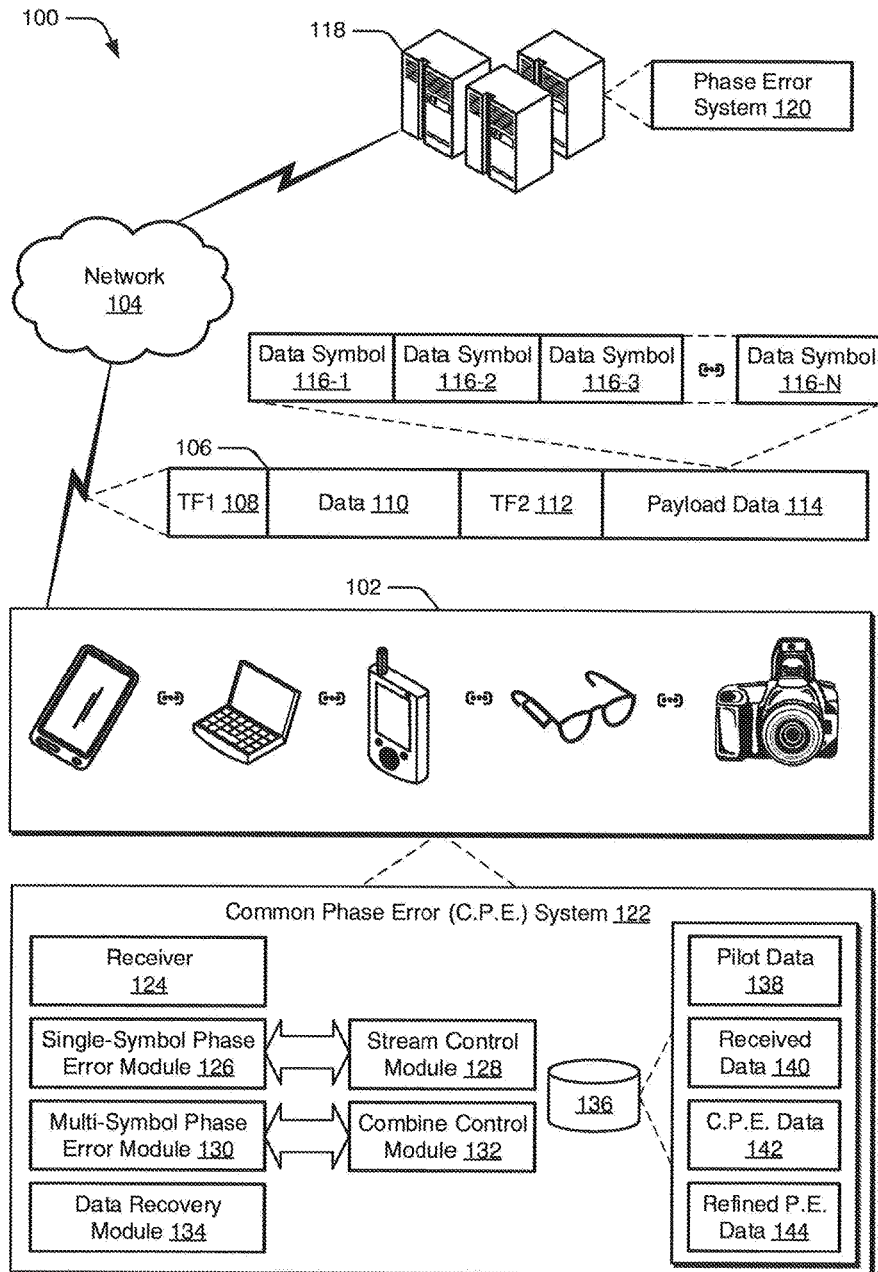 100
118
Phase Error
System 120
Network
104
Data Symbol
116-1
Data Symbol
116-2
Data Symbol
116-3
Data Symbol
116-N
106
TF1 108
Data 110
TF2 112
Payload Data 114
102
Common Phase Error (C.P.E.) System 122
Receiver
124
Single-Symbol Phase
Error Module 126
Stream Control
Module 128
Multi-Symbol Phase
Error Module 130
Combine Control
Module 132
Data Recovery
Module 134
136
Pilot Data
138
Received
Data 140
C.P.E. Data
142
Refined P.E.
Data 144